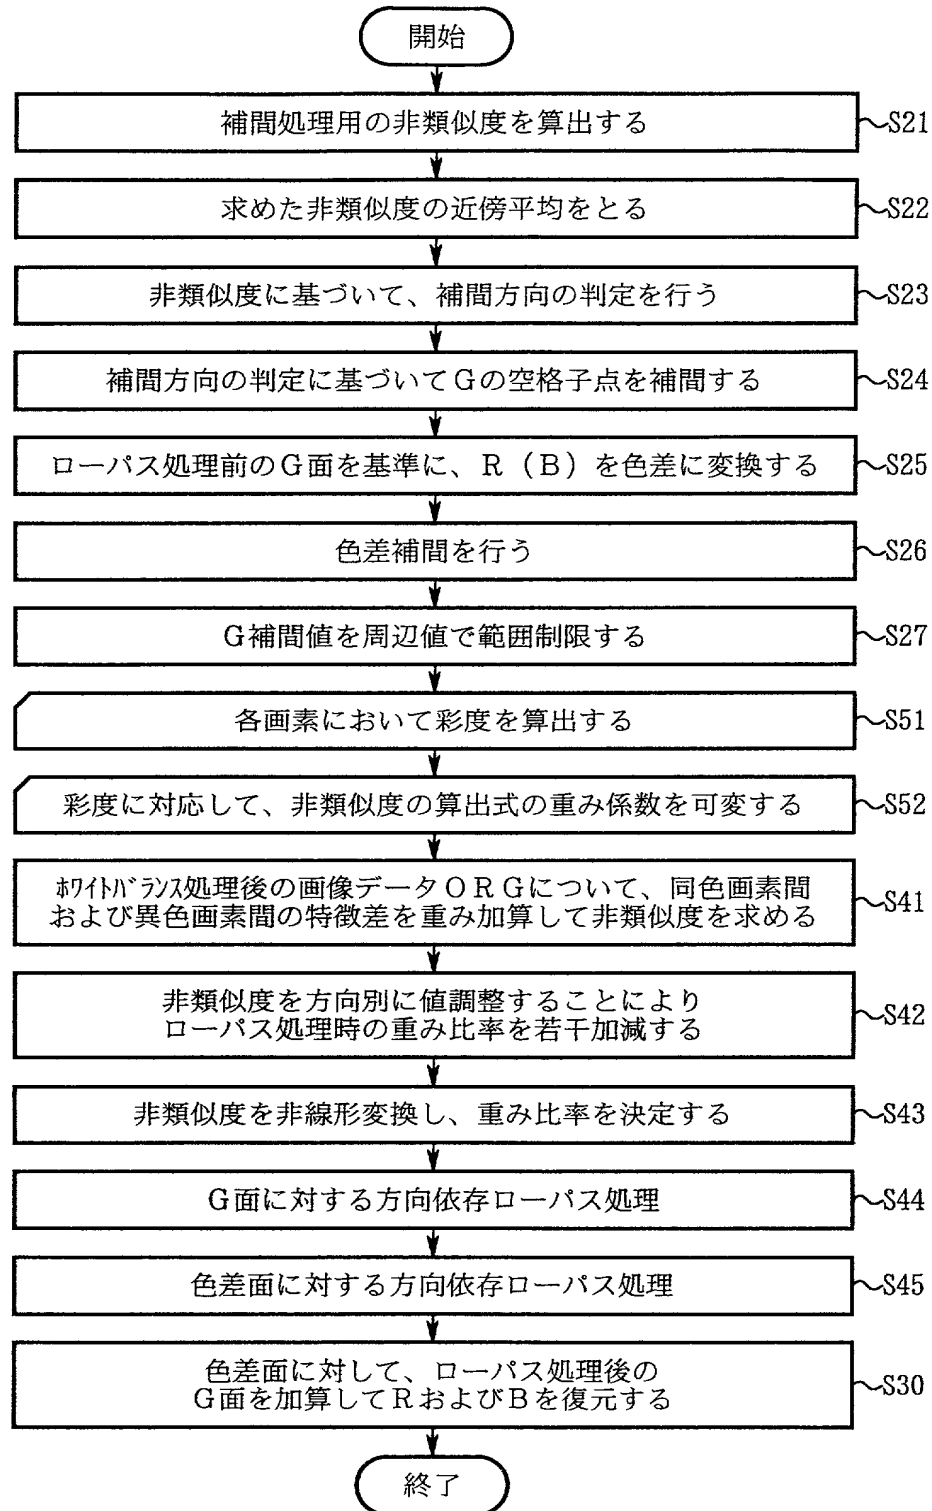 開始
補間処理用の非類似度を算出する
S21
求めた非類似度の近傍平均をとる
S22
非類似度に基づいて、補間方向の判定を行う
S23
補間方向の判定に基づいてGの空格子点を補間する
S24
ローパス処理前のG面を基準に、R(B)を色差に変換する
S25
色差補間を行う
S26
G補間値を周辺値で範囲制限する
S27
各画素において彩度を算出する
S51
彩度に対応して、非類似度の算出式の重み係数を可変する
S52
ホワイトバランス処理後の画像データORGについて、同色画素間
および異色画素間の特徴差を重み加算して非類似度を求める
S41
非類似度を方向別に値調整することにより
ローパス処理時の重み比率を若干加減する
S42
非類似度を非線形変換し、重み比率を決定する
S43
G面に対する方向依存ローパス処理
S44
色差面に対する方向依存ローパス処理
S45
色差面に対して、ローパス処理後の
G面を加算してRおよびBを復元する
S30
終了